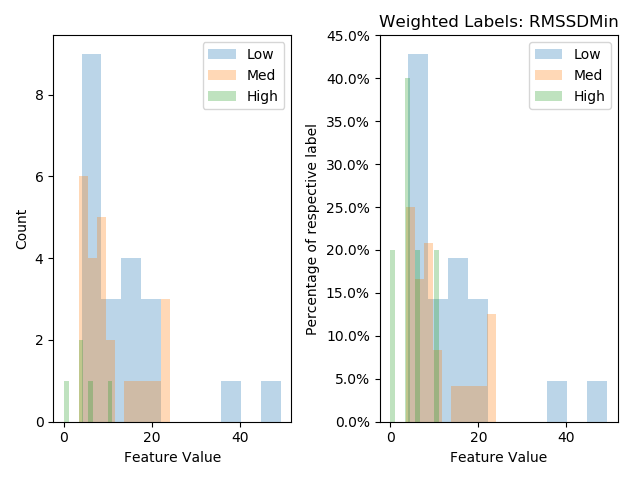 Weighted Labels: RMSSDMin
Low
Med
High
8
6
4
2
0
Count
0
20
40
Feature Value
Low
Med
High
45.0%
40.0%
35.0%
30.0%
25.0%
20.0%
15.0%
10.0%
5.0%
0.0%
Percentage of respective label
0
20
40
Feature Value